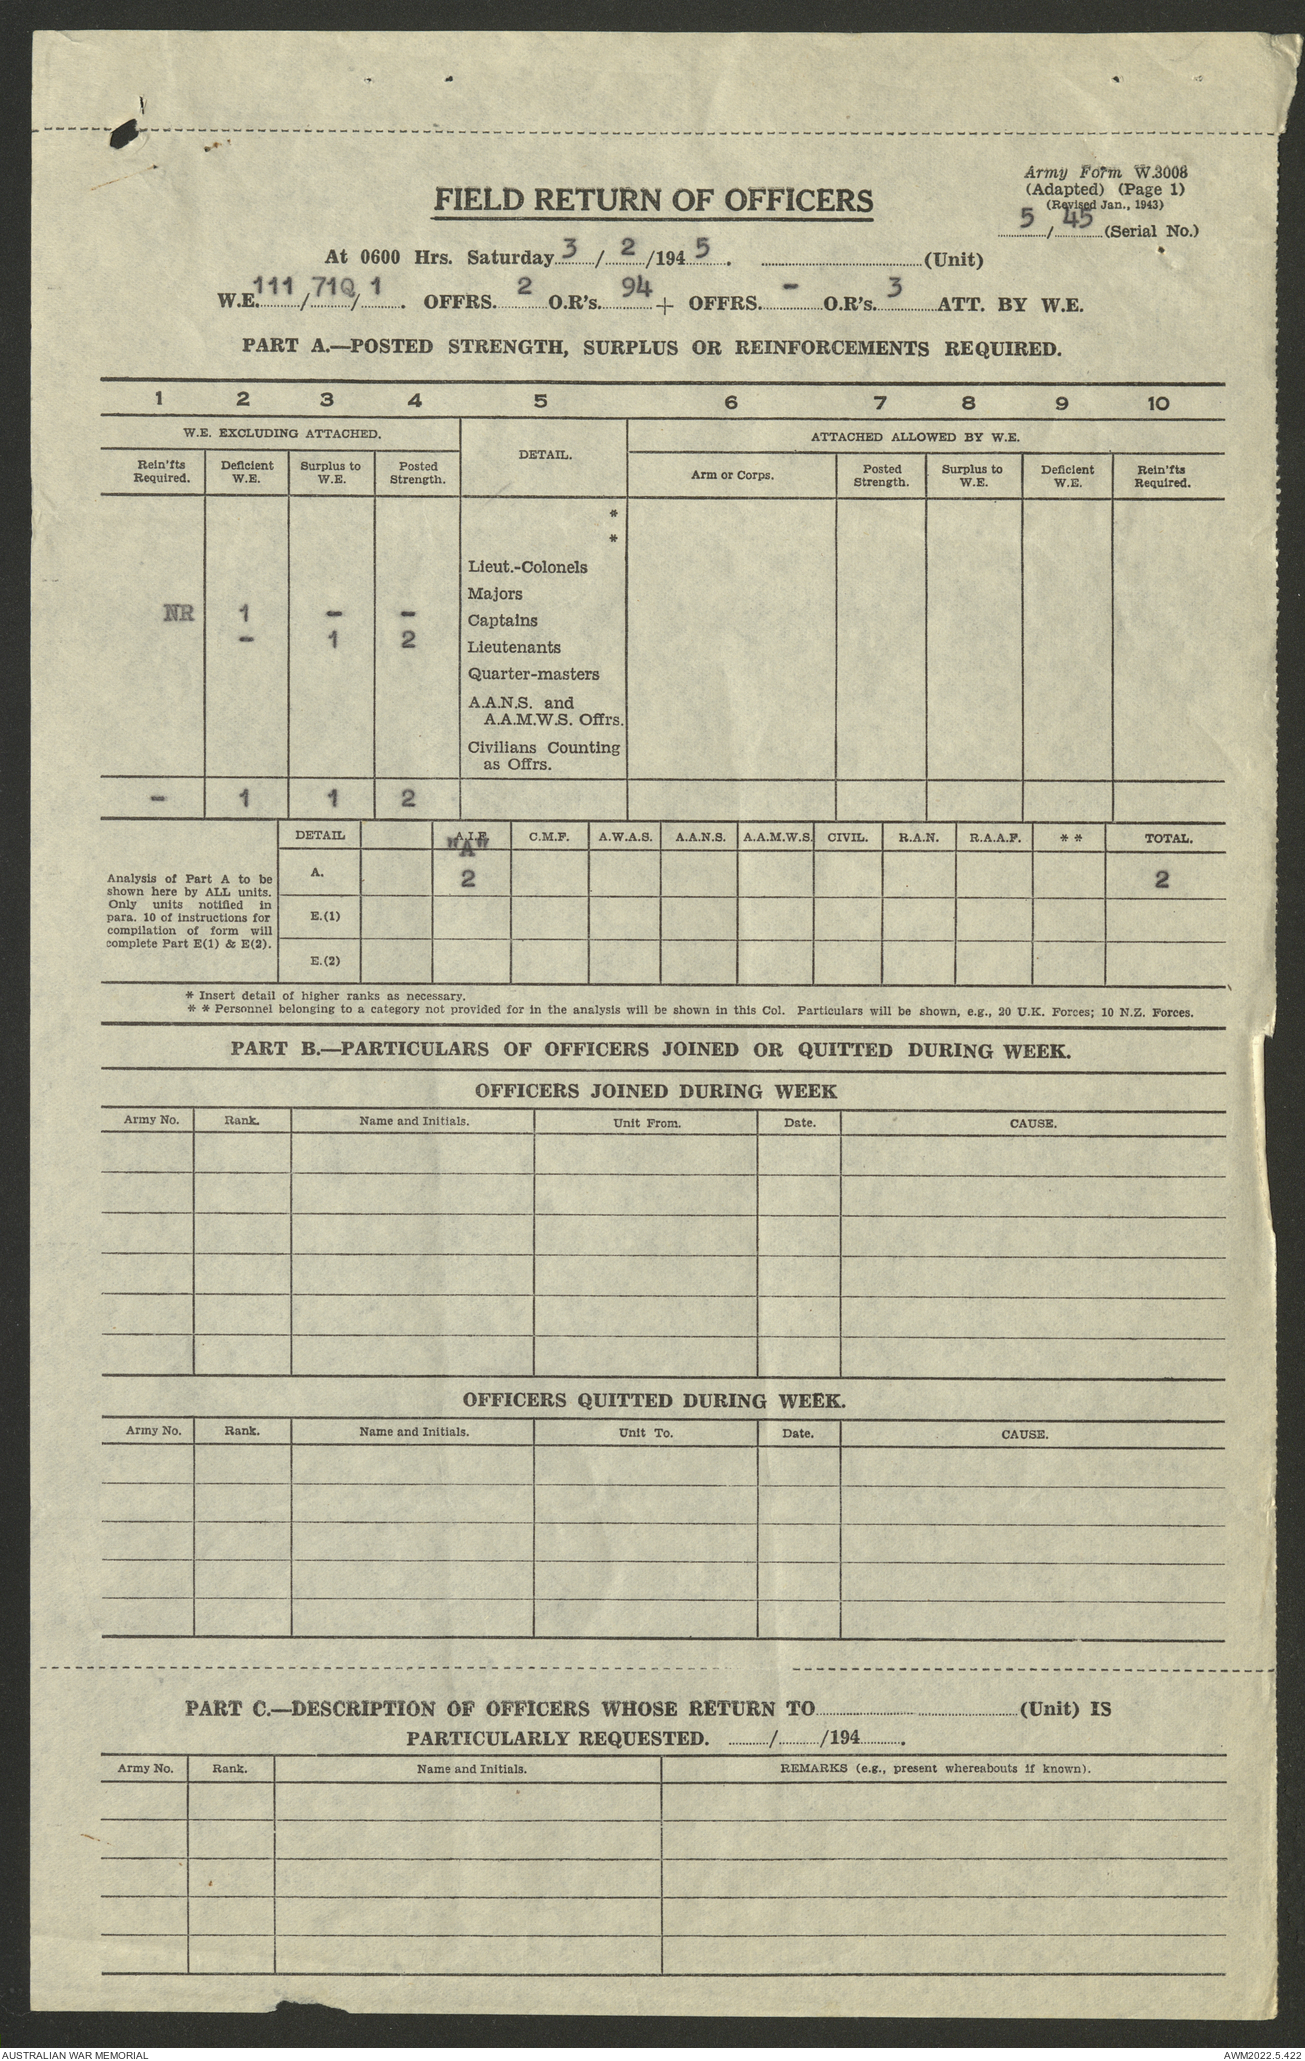 Army Form W.3008
(Adapted) (Page 1)
(Revised Jan., 1943)
5 / 45 (Serial No.)
FIELD RETURN OF OFFICERS
At 0600 Hrs. Saturday 3 / 2 /194 5 . (Unit)
W.E. 111 / 71Q / 1 . OFFRS. 2 O.R's. 94 + OFFRS. - O.R's. 3 ATT. BY W.E.
PART A.—POSTED STRENGTH, SURPLUS OR REINFORCEMENTS REQUIRED.
1 2 3 4 5 6 7 8 9 10
W.E. EXCLUDING ATTACHED. DETAIL. ATTACHED ALLOWED BY W.E.
Rein'fts Required. Deficient W.E. Surplus to W.E. Posted Strength. Arm or Corps. Posted Strength. Surplus to W.E. Deficient W.E. Rein'fts Required.
*
*
Lieut.-Colonels
Majors
NR 1 - - Captains
- 1 2 Lieutenants
Quarter-masters
A.A.N.S. and
A.A.M.W.S. Offrs.
Civilians Counting
as Offrs.
- 1 1 2
DETAIL A.I.F. C.M.F. A.W.A.S. A.A.N.S. A.A.M.W.S. CIVIL. R.A.N. R.A.A.F. * * TOTAL.
"A"
A. 2 2
Analysis of Part A to be
shown here by ALL units.
Only units notified in
para. 10 of instructions for
compilation of form will
complete Part E(1) & E(2).
E.(1)
E.(2)
* Insert detail of higher ranks as necessary.
* * Personnel belonging to a category not provided for in the analysis will be shown in this Col. Particulars will be shown, e.g., 20 U.K. Forces; 10 N.Z. Forces.
PART B.—PARTICULARS OF OFFICERS JOINED OR QUITTED DURING WEEK.
OFFICERS JOINED DURING WEEK
Army No. Rank. Name and Initials. Unit From. Date. CAUSE.
OFFICERS QUITTED DURING WEEK.
Army No. Rank. Name and Initials. Unit To. Date. CAUSE.
PART C.—DESCRIPTION OF OFFICERS WHOSE RETURN TO (Unit) IS
PARTICULARLY REQUESTED. / /194 .
Army No. Rank. Name and Initials. REMARKS (e.g., present whereabouts if known).
AUSTRALIAN WAR MEMORIAL AWM2022.5.422